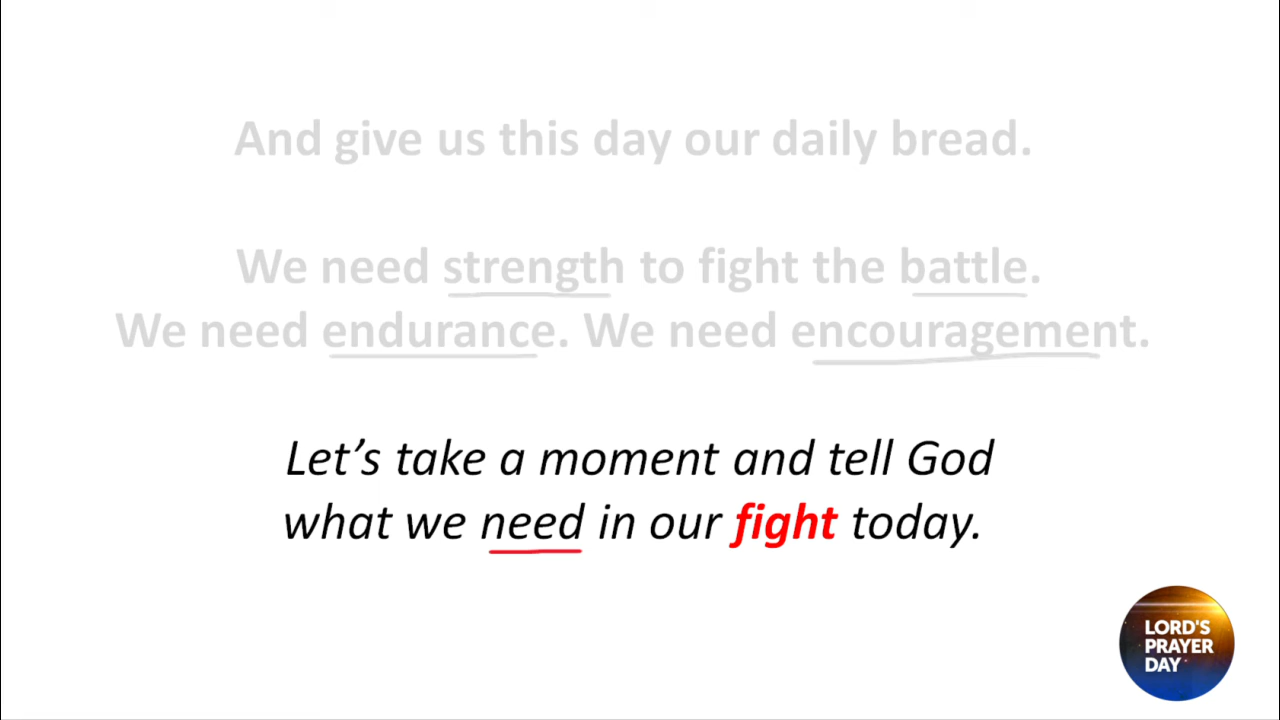 And give us this day our daily bread.
We need strength to fight the battle.
We need endurance. We need encouragement.
Let’s take a moment and tell God
what we need in our fight today.
LORD'S
PRAYER
DAY